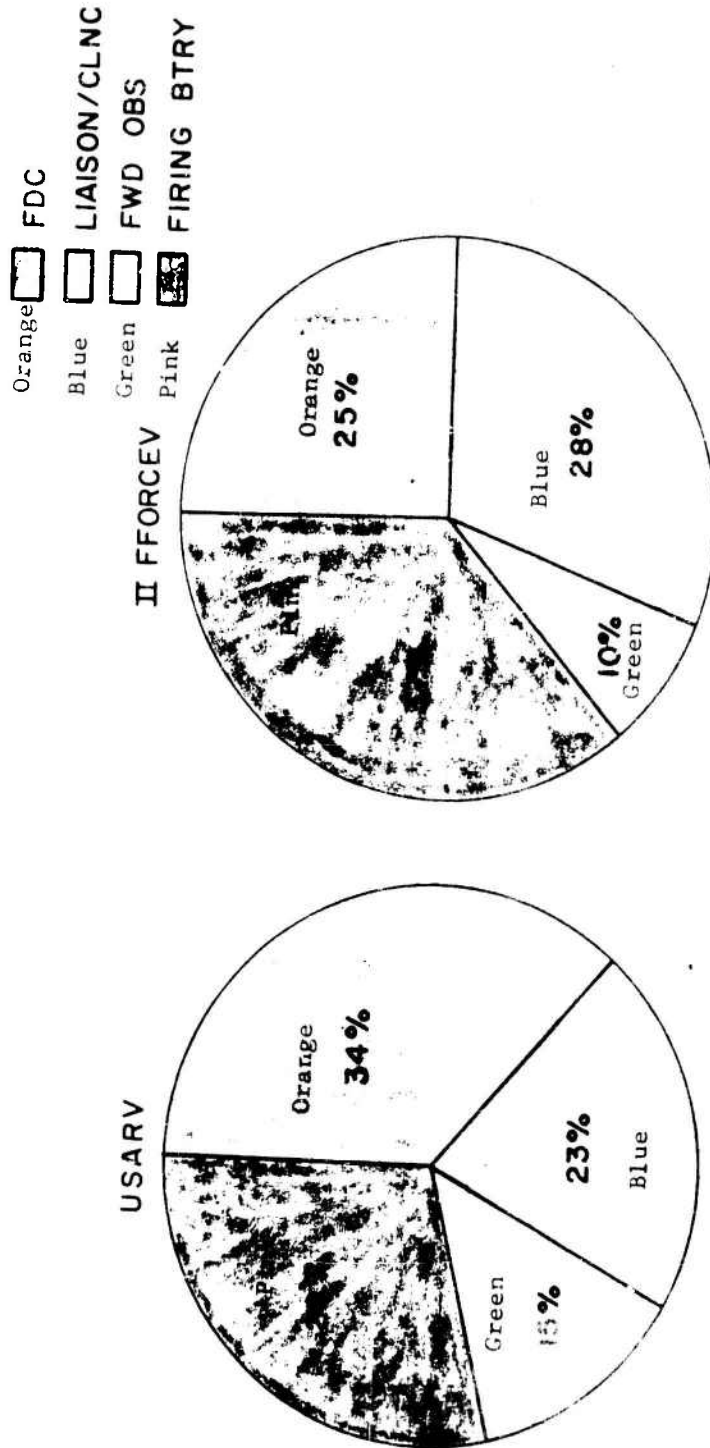 Orange FDC
Blue LIAISON/CLNC
Green FWD OBS
Pink FIRING BTRY
USARV
Orange
34%
23%
Blue
Green
15%
II FFORCEV
Orange
25%
Blue
28%
10%
Green